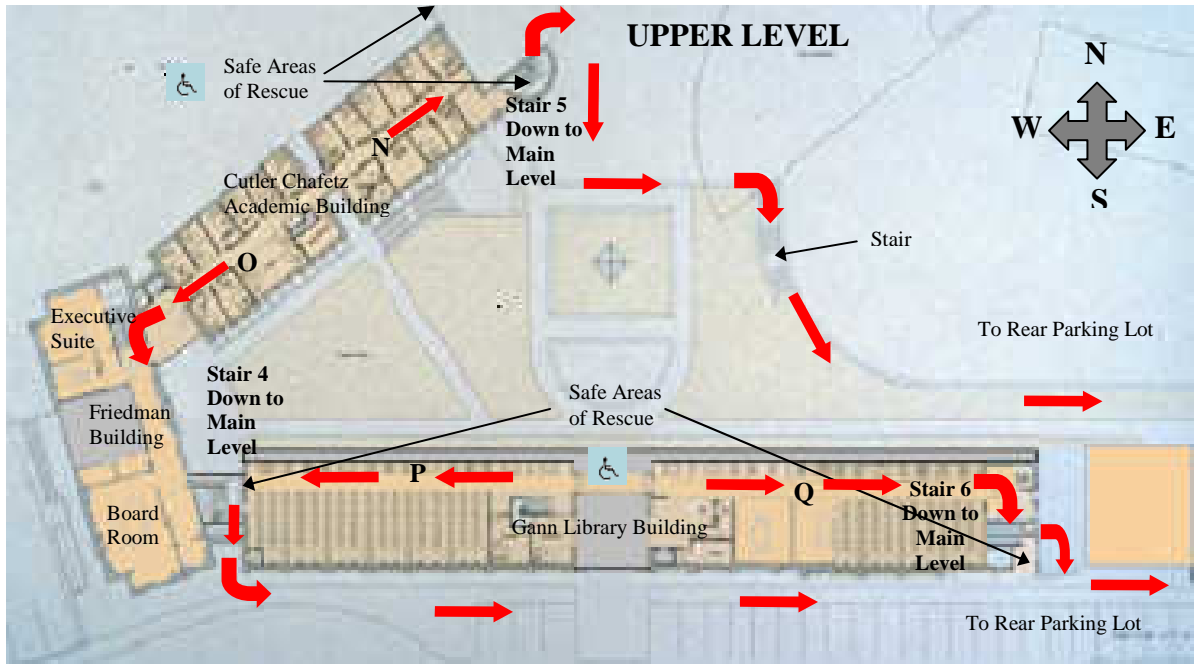 UPPER LEVEL
N
W
E
S
Safe Areas
of Rescue
Stair 5
Down to
Main
Level
N
Cutler Chafetz
Academic Building
Stair
O
Executive
Suite
To Rear Parking Lot
Stair 4
Down to
Main
Level
Safe Areas
of Rescue
Friedman
Building
P
Q
Stair 6
Down to
Main
Level
Board
Room
Gann Library Building
To Rear Parking Lot